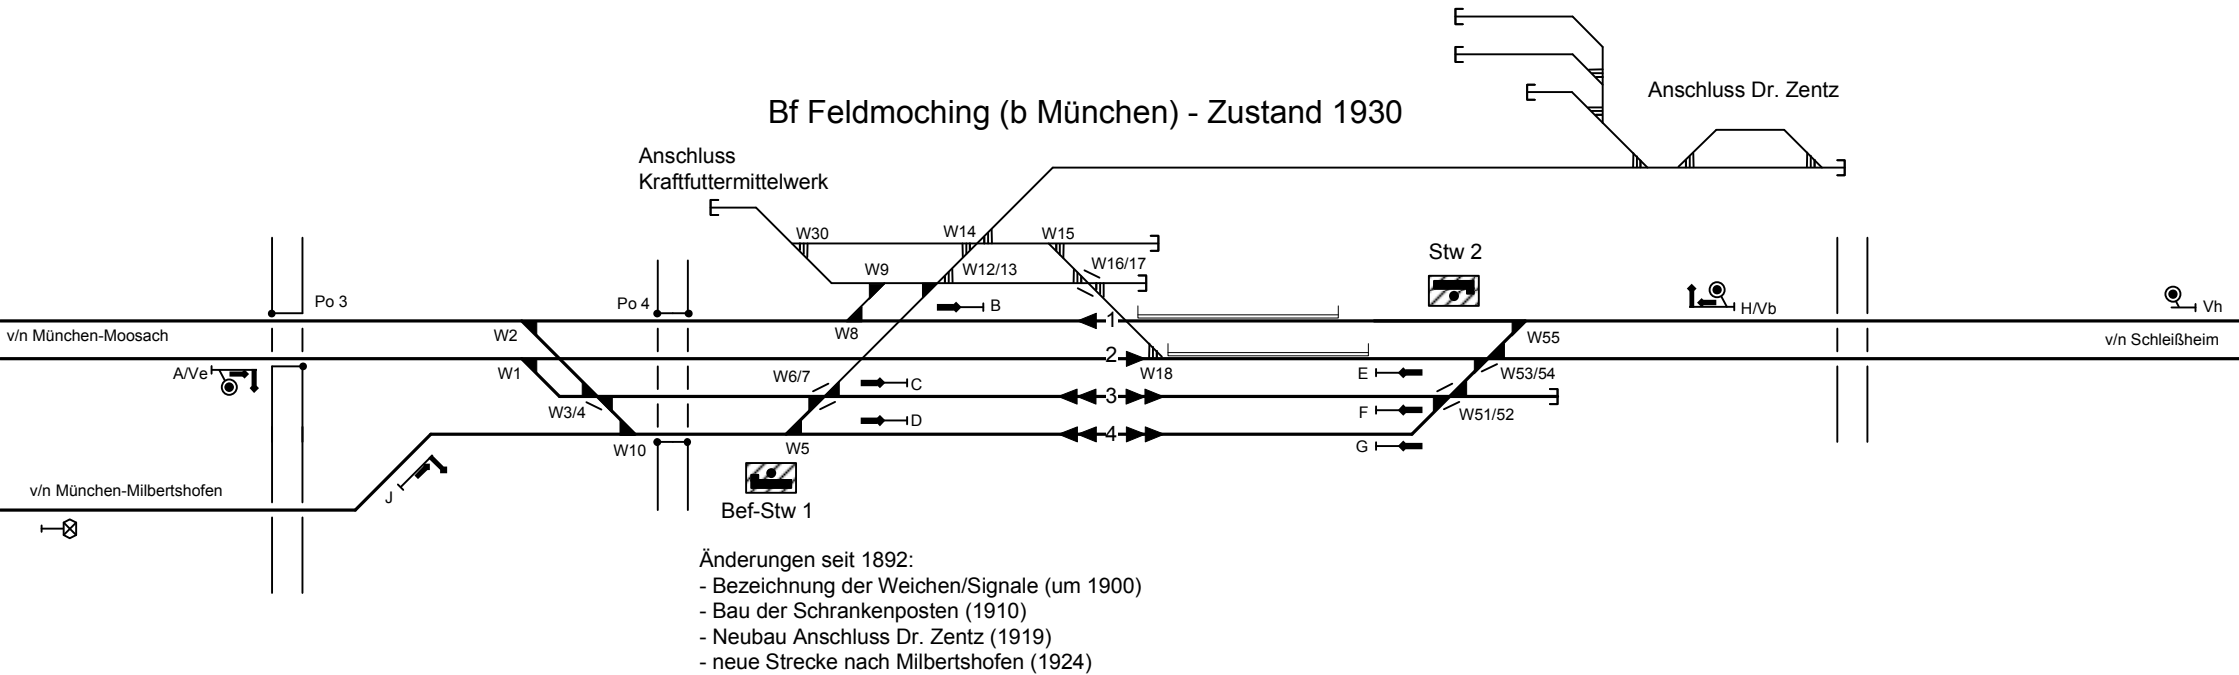 Bf Feldmoching (b München) - Zustand 1930
Anschluss Dr. Zentz
Anschluss
Kraftfuttermittelwerk
W30
W14
W15
Stw 2
W9
W12/13
W16/17
Po 3
Po 4
B
H/Vb
Vh
v/n München-Moosach
W2
W8
1
W55
v/n Schleißheim
2
A/Ve
W1
W6/7
C
W18
E
W53/54
W3/4
3
F
W51/52
D
4
W10
W5
G
J
v/n München-Milbertshofen
Bef-Stw 1
Änderungen seit 1892:
- Bezeichnung der Weichen/Signale (um 1900)
- Bau der Schrankenposten (1910)
- Neubau Anschluss Dr. Zentz (1919)
- neue Strecke nach Milbertshofen (1924)